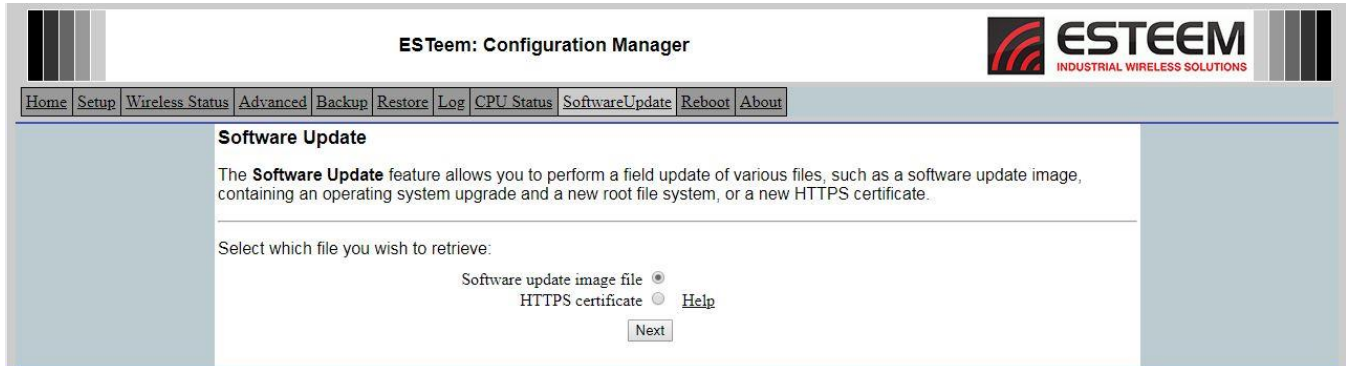 ESTeem: Configuration Manager
ESTEEM
INDUSTRIAL WIRELESS SOLUTIONS
Home Setup Wireless Status Advanced Backup Restore Log CPU Status SoftwareUpdate Reboot About
Software Update
The Software Update feature allows you to perform a field update of various files, such as a software update image,
containing an operating system upgrade and a new root file system, or a new HTTPS certificate.
Select which file you wish to retrieve:
Software update image file
HTTPS certificate Help
Next